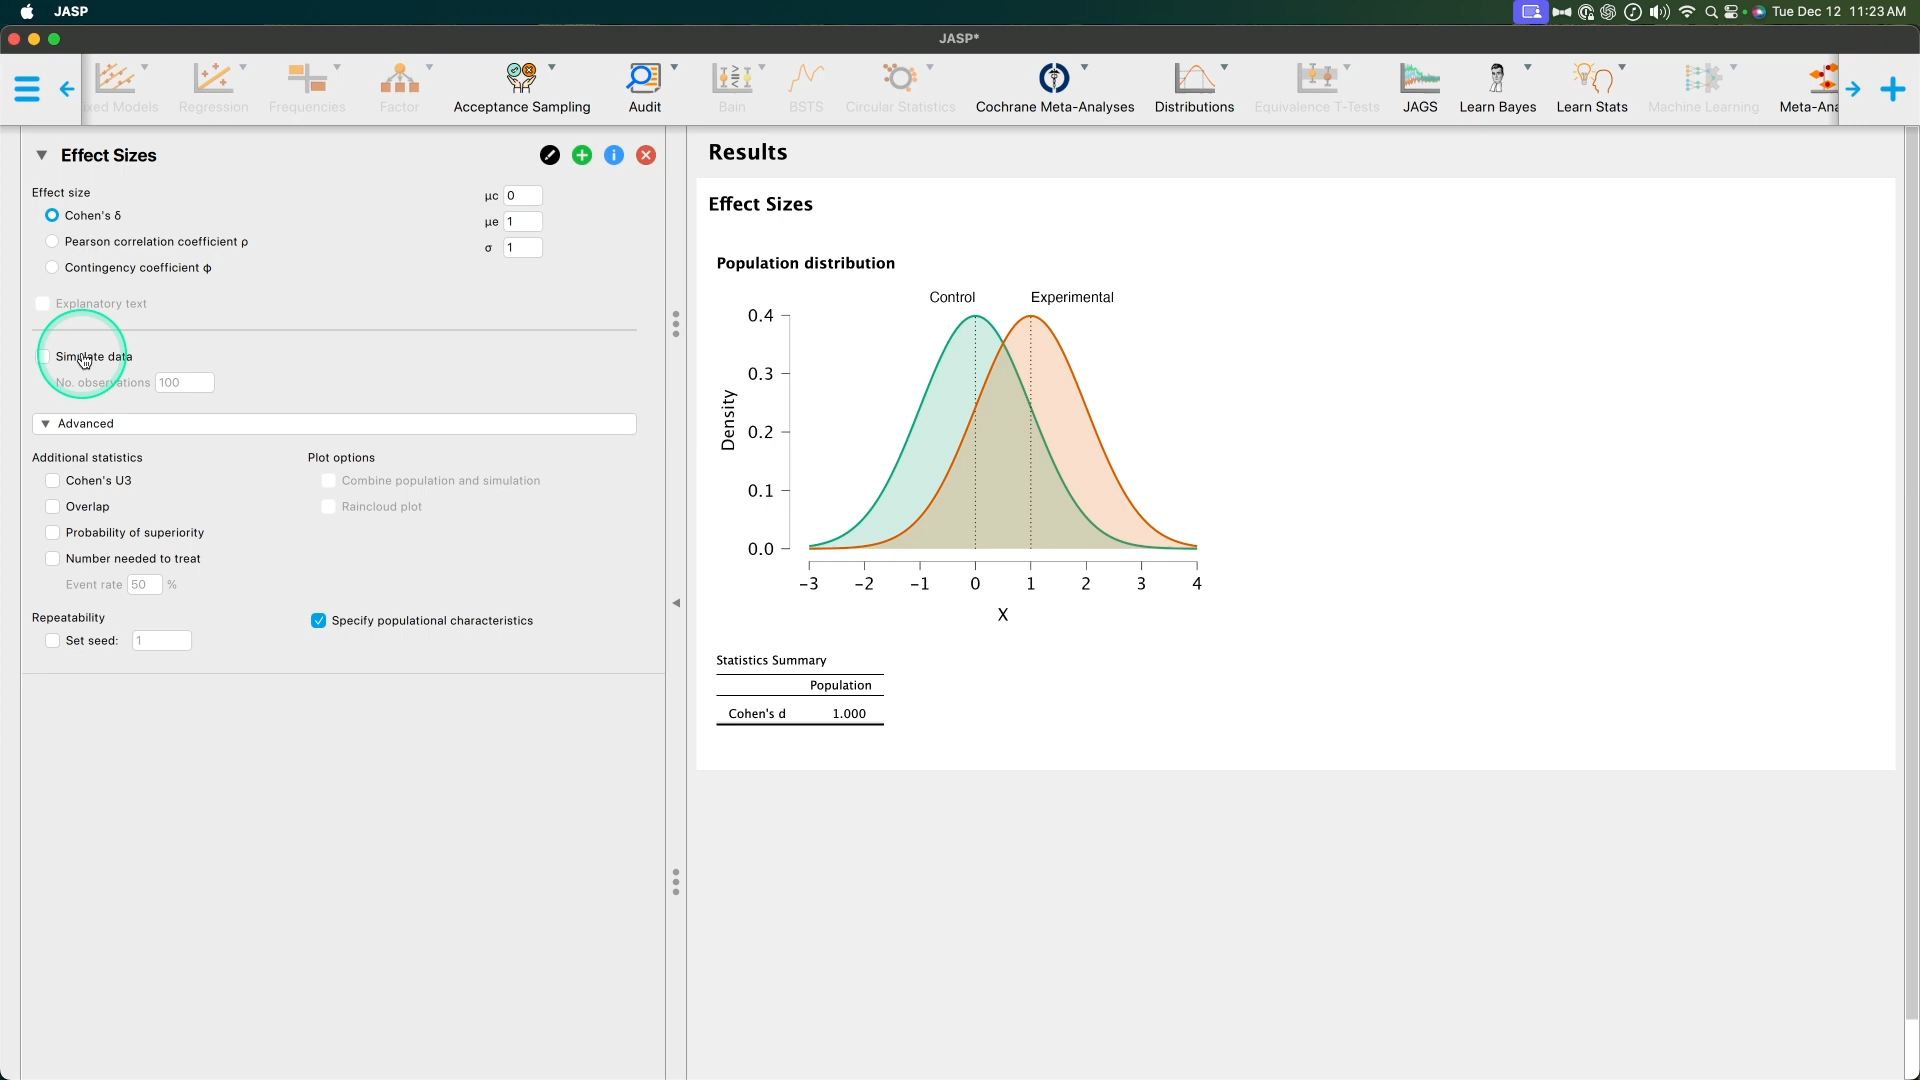 JASP
Tue Dec 12 11:23 AM
JASP*
ixed Models
Regression
Frequencies
Factor
Acceptance Sampling
Audit
Bain
BSTS
Circular Statistics
Cochrane Meta-Analyses
Distributions
Equivalence T-Tests
JAGS
Learn Bayes
Learn Stats
Machine Learning
Meta-Ana
Effect Sizes
Effect size
Cohen's δ
Pearson correlation coefficient ρ
Contingency coefficient ϕ
μc 0
μe 1
σ 1
Explanatory text
Simulate data
No. observations 100
Advanced
Additional statistics
Cohen's U3
Overlap
Probability of superiority
Number needed to treat
Event rate 50 %
Plot options
Combine population and simulation
Raincloud plot
Repeatability
Set seed: 1
Specify populational characteristics
Results
Effect Sizes
Population distribution
Control Experimental
0.4
0.3
0.2
0.1
0.0
Density
-3 -2 -1 0 1 2 3 4
X
Statistics Summary
Population
Cohen's d 1.000